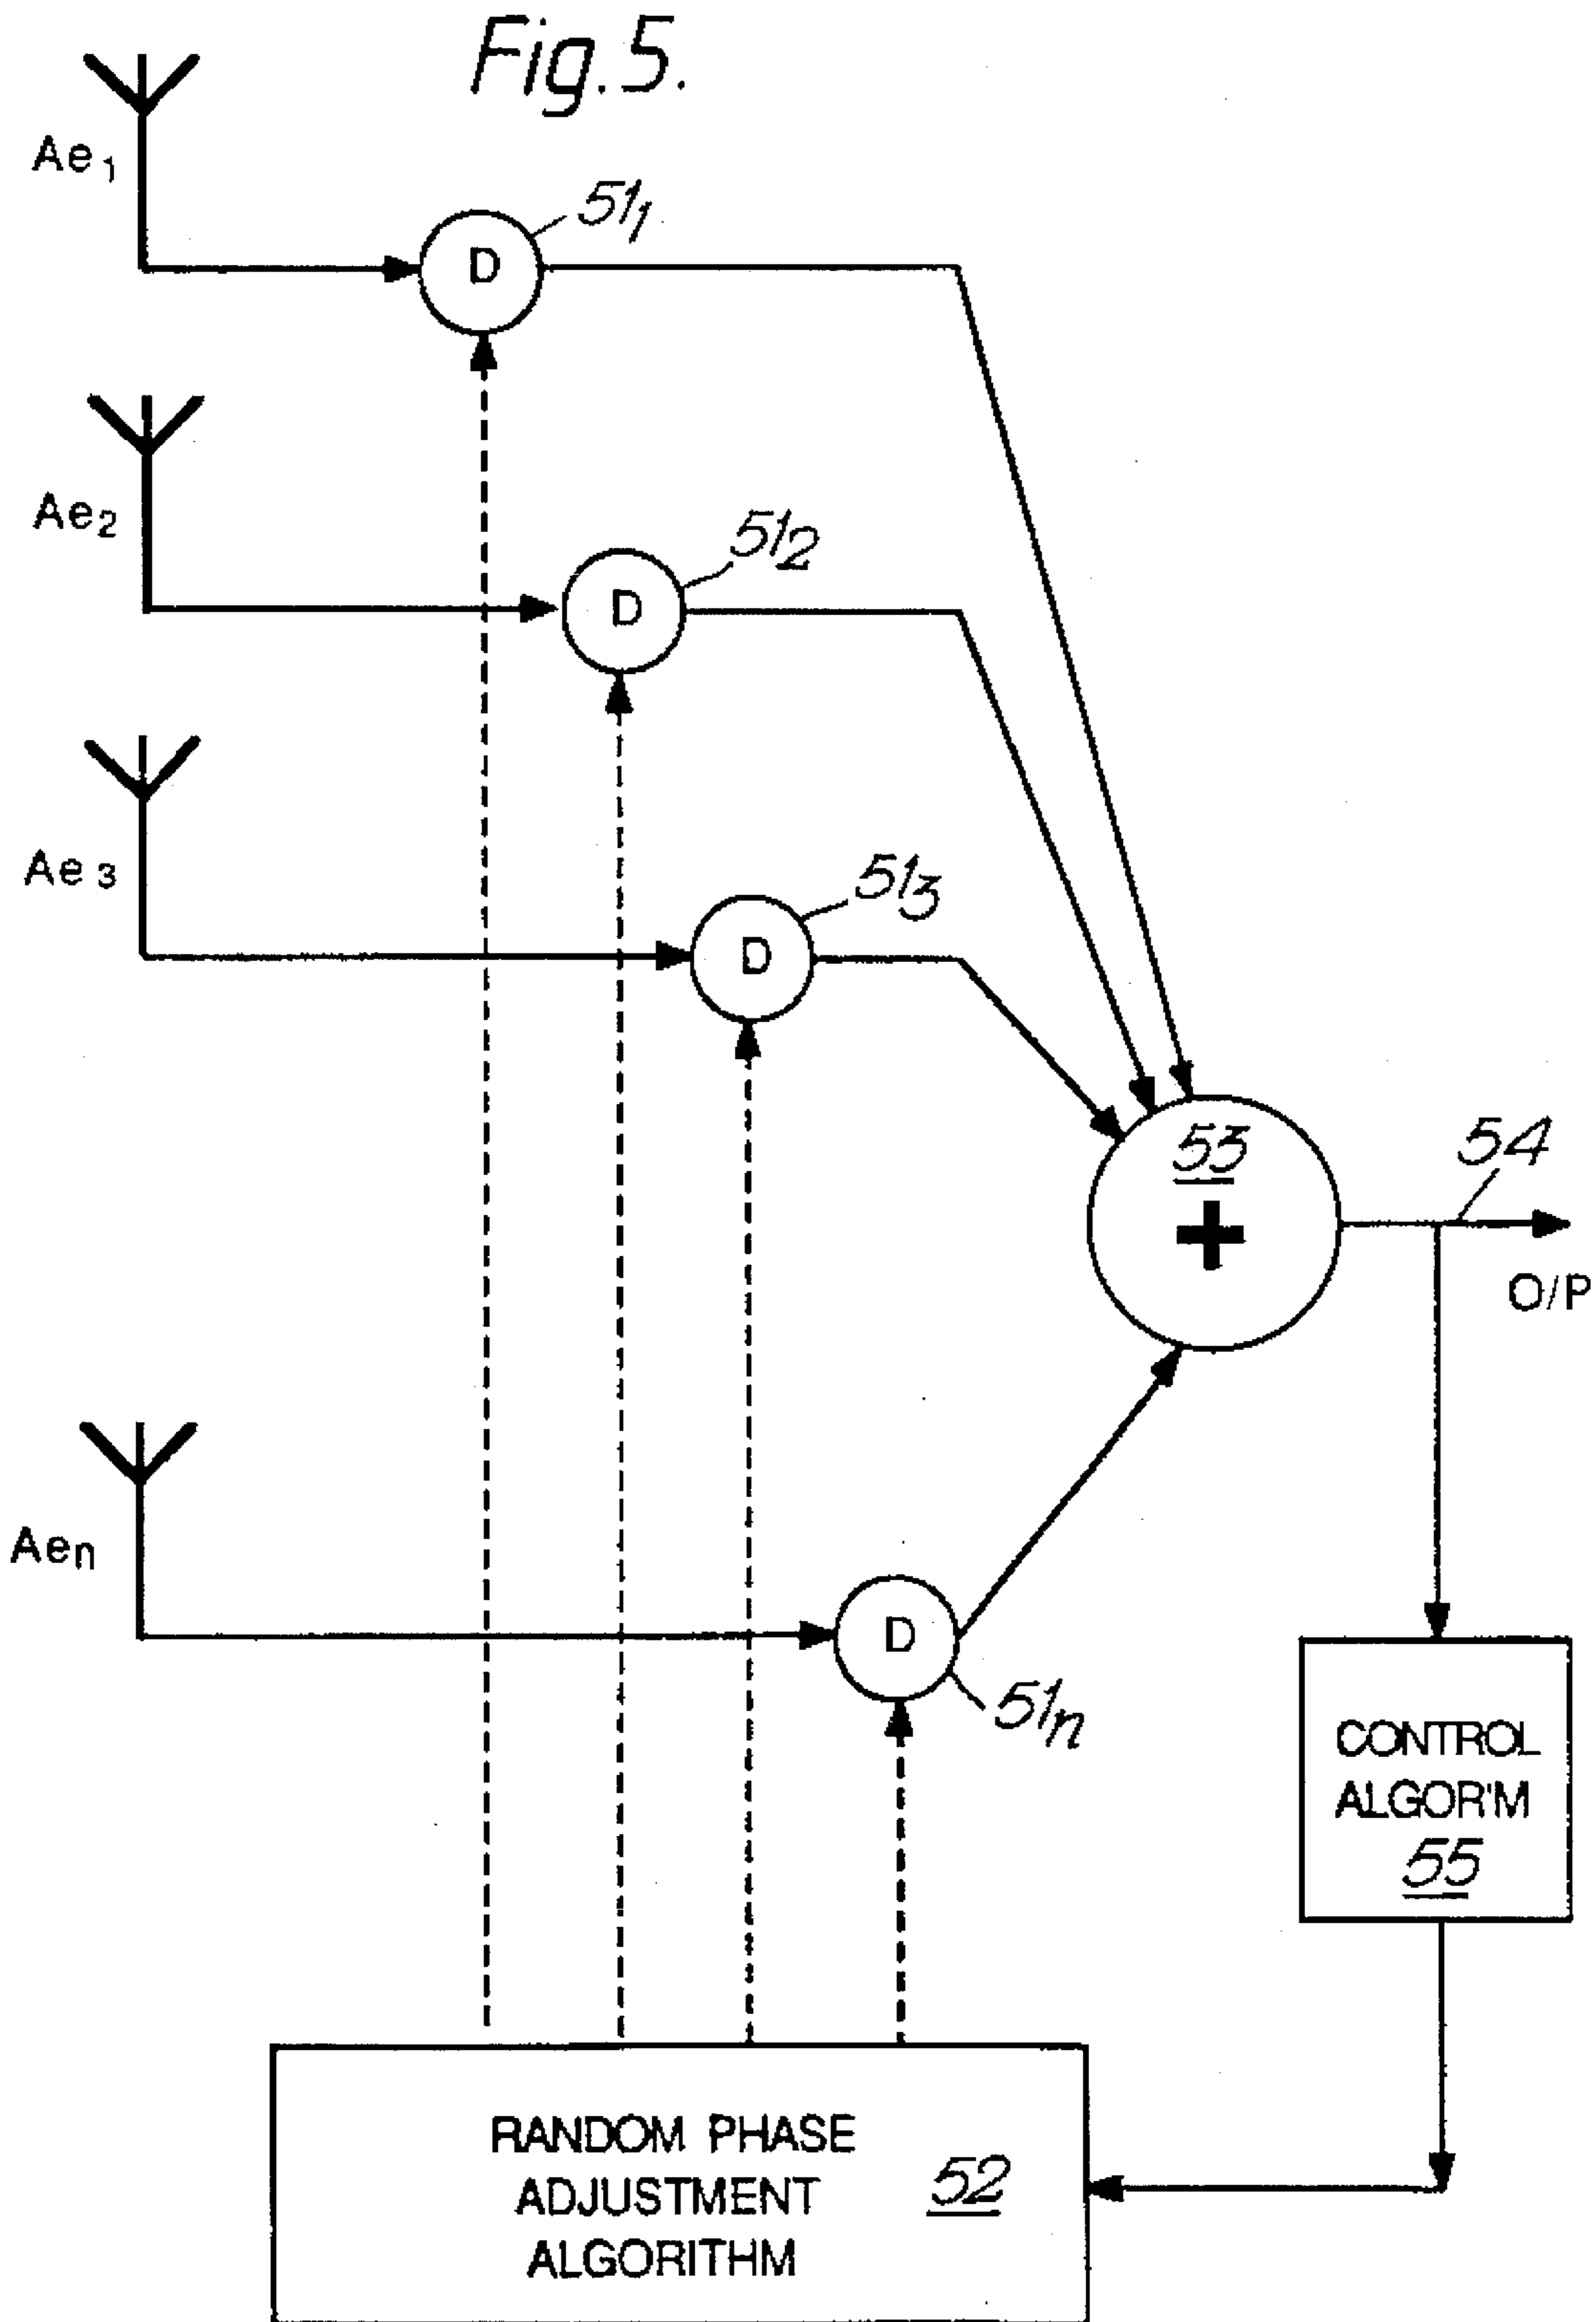 Fig. 5.
Ae1
D
511
Ae2
D
512
Ae3
D
513
53
+
54
O/P
Aen
D
51n
CONTROL
ALGOR'M
55
RANDOM PHASE
ADJUSTMENT
ALGORITHM
52